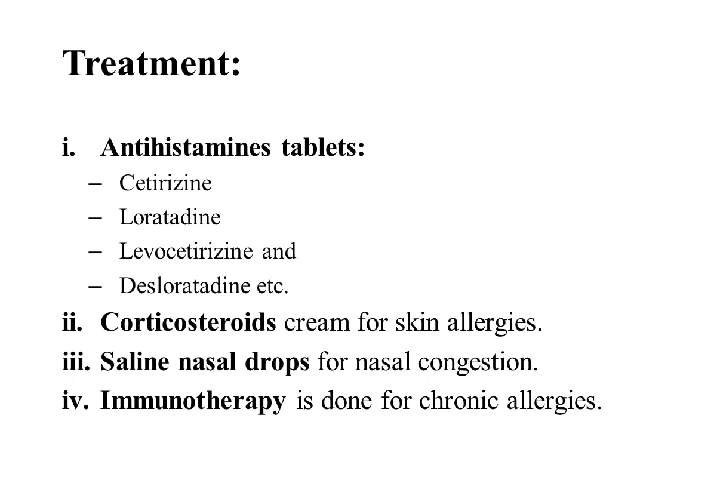 Treatment:
i. Antihistamines tablets:
– Cetirizine
– Loratadine
– Levocetirizine and
– Desloratadine etc.
ii. Corticosteroids cream for skin allergies.
iii. Saline nasal drops for nasal congestion.
iv. Immunotherapy is done for chronic allergies.